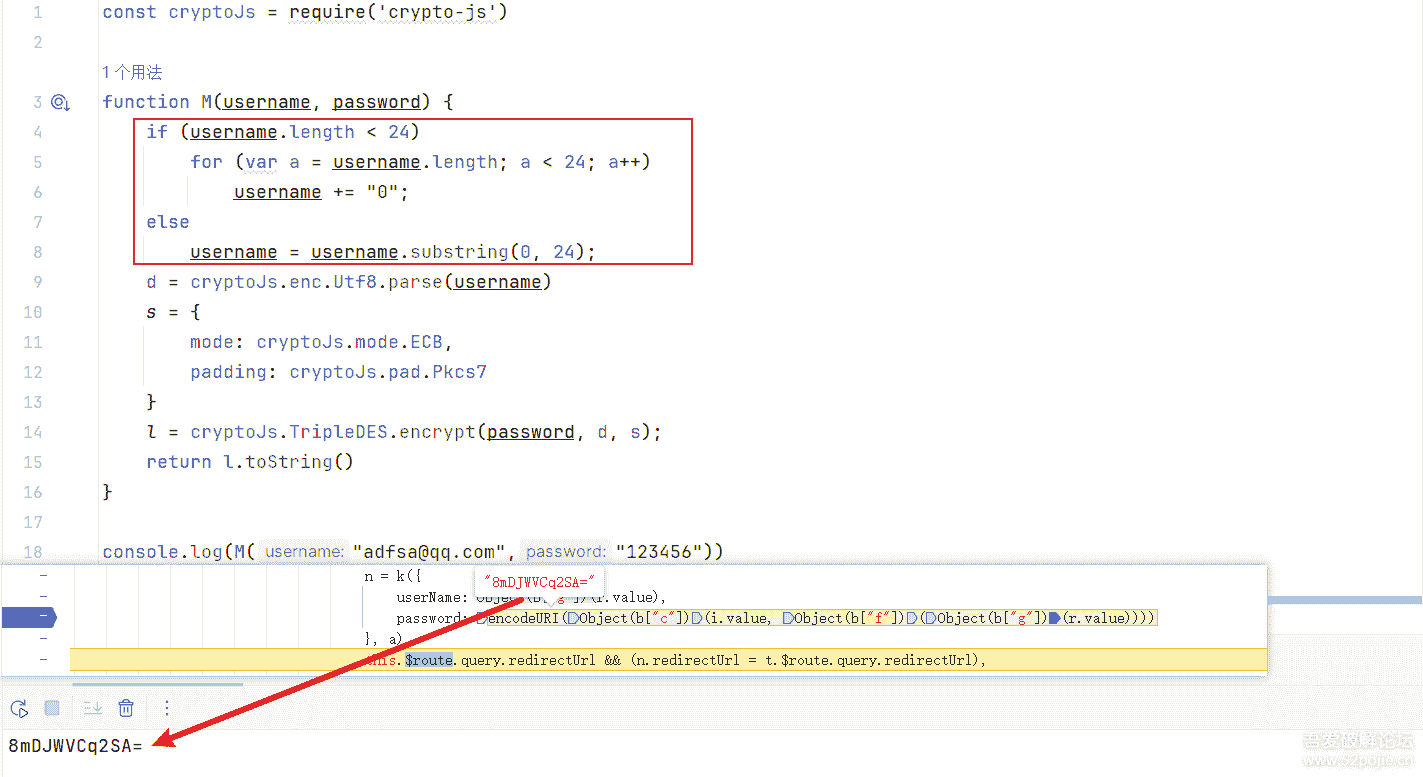 1 const cryptoJs = require('crypto-js')
2
1 个用法
3 function M(username, password) {
4 if (username.length < 24)
5 for (var a = username.length; a < 24; a++)
6 username += "0";
7 else
8 username = username.substring(0, 24);
9 d = cryptoJs.enc.Utf8.parse(username)
10 s = {
11 mode: cryptoJs.mode.ECB,
12 padding: cryptoJs.pad.Pkcs7
13 }
14 l = cryptoJs.TripleDES.encrypt(password, d, s);
15 return l.toString()
16 }
17
18 console.log(M( username: "adfsa@qq.com", password: "123456"))
n = k({
"8mDJWVCq2SA="
userName: Object(b["g"])(r.value),
password: encodeURI(Object(b["c"])(i.value, Object(b["f"])(Object(b["g"])(r.value))))
}, a)
this.$route.query.redirectUrl && (n.redirectUrl = t.$route.query.redirectUrl),
8mDJWVCq2SA=
吾爱破解论坛
www.52pojie.cn